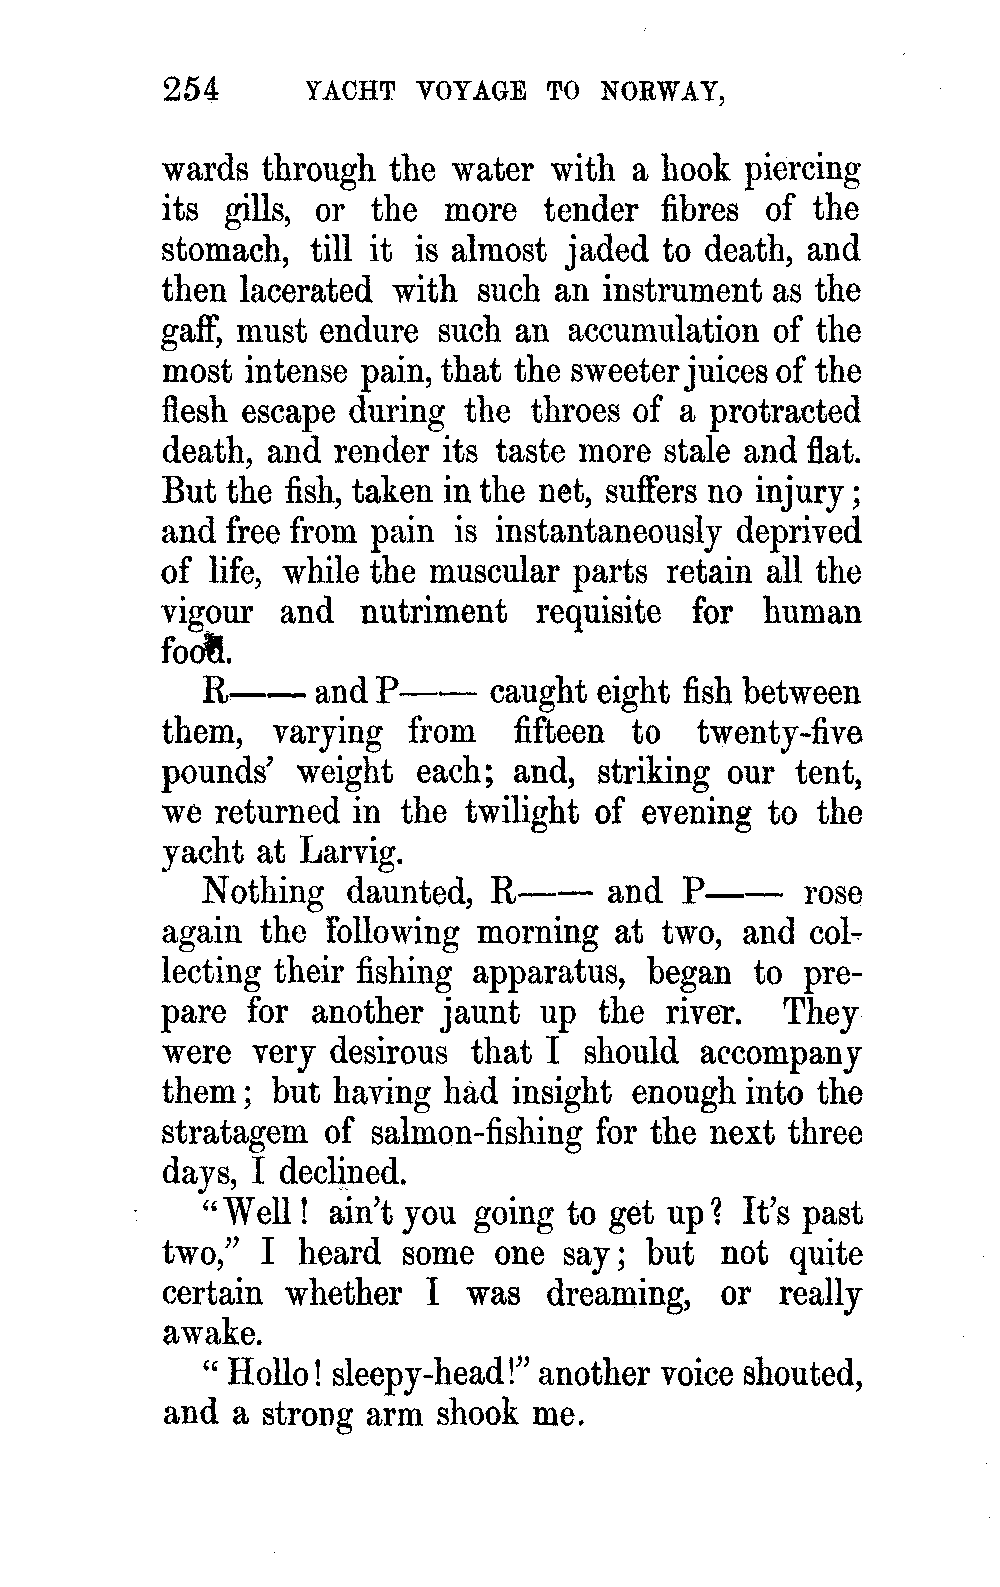 254 YACHT VOYAGE TO NORWAY,
wards through the water with a hook piercing
its gills, or the more tender fibres of the
stomach, till it is almost jaded to death, and
then lacerated with such an instrument as the
gaff, must endure such an accumulation of the
most intense pain, that the sweeter juices of the
flesh escape during the throes of a protracted
death, and render its taste more stale and flat.
But the fish, taken in the net, suffers no injury;
and free from pain is instantaneously deprived
of life, while the muscular parts retain all the
vigour and nutriment requisite for human
food.
R—— and P—— caught eight fish between
them, varying from fifteen to twenty-five
pounds' weight each; and, striking our tent,
we returned in the twilight of evening to the
yacht at Larvig.
Nothing daunted, R—— and P—— rose
again the following morning at two, and col-
lecting their fishing apparatus, began to pre-
pare for another jaunt up the river. They
were very desirous that I should accompany
them; but having had insight enough into the
stratagem of salmon-fishing for the next three
days, I declined.
"Well! ain't you going to get up? It's past
two," I heard some one say; but not quite
certain whether I was dreaming, or really
awake.
"Hollo! sleepy-head!" another voice shouted,
and a strong arm shook me.